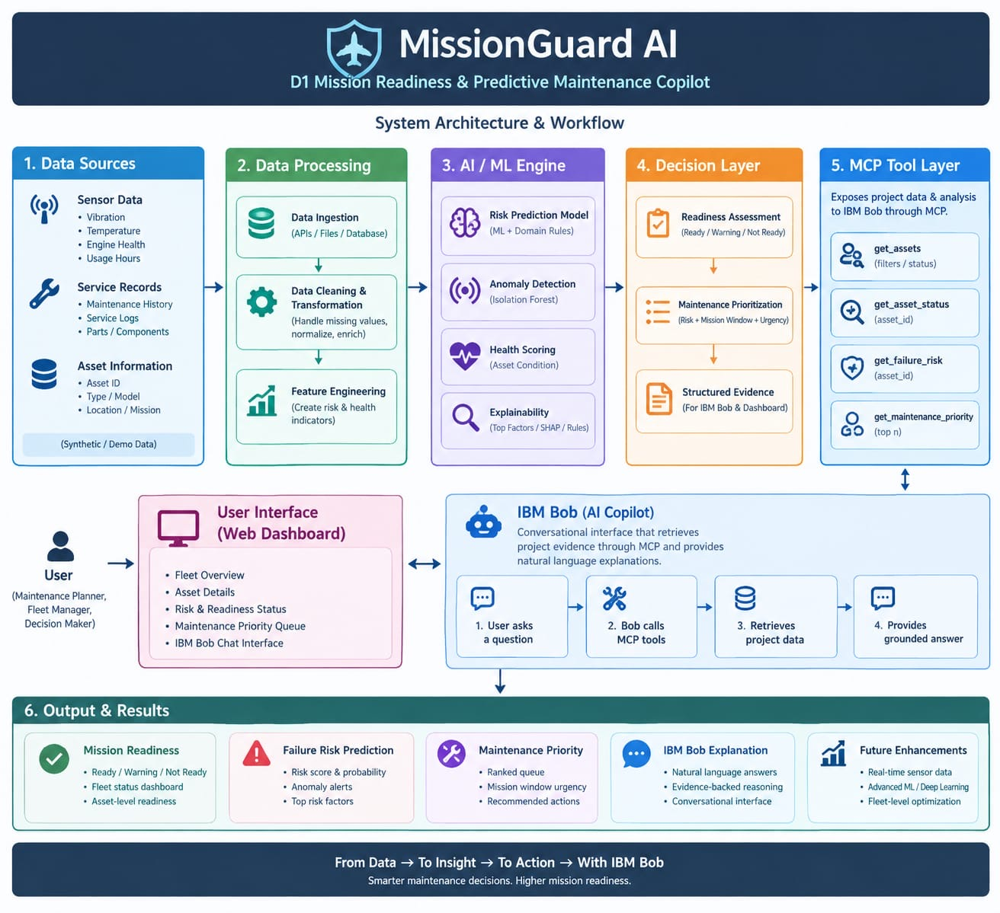 MissionGuard AI
D1 Mission Readiness & Predictive Maintenance Copilot
System Architecture & Workflow
1. Data Sources
Sensor Data
• Vibration
• Temperature
• Engine Health
• Usage Hours
Service Records
• Maintenance History
• Service Logs
• Parts / Components
Asset Information
• Asset ID
• Type / Model
• Location / Mission
(Synthetic / Demo Data)
2. Data Processing
Data Ingestion
(APIs / Files / Database)
Data Cleaning &
Transformation
(Handle missing values,
normalize, enrich)
Feature Engineering
(Create risk & health
indicators)
3. AI / ML Engine
Risk Prediction Model
(ML + Domain Rules)
Anomaly Detection
(Isolation Forest)
Health Scoring
(Asset Condition)
Explainability
(Top Factors / SHAP / Rules)
4. Decision Layer
Readiness Assessment
(Ready / Warning / Not Ready)
Maintenance Prioritization
(Risk + Mission Window + Urgency)
Structured Evidence
(For IBM Bob & Dashboard)
5. MCP Tool Layer
Exposes project data & analysis
to IBM Bob through MCP.
get_assets
(filters / status)
get_asset_status
(asset_id)
get_failure_risk
(asset_id)
get_maintenance_priority
(top n)
User
(Maintenance Planner,
Fleet Manager,
Decision Maker)
User Interface
(Web Dashboard)
• Fleet Overview
• Asset Details
• Risk & Readiness Status
• Maintenance Priority Queue
• IBM Bob Chat Interface
IBM Bob (AI Copilot)
Conversational interface that retrieves
project evidence through MCP and provides
natural language explanations.
1. User asks
a question
2. Bob calls
MCP tools
3. Retrieves
project data
4. Provides
grounded answer
6. Output & Results
Mission Readiness
• Ready / Warning / Not Ready
• Fleet status dashboard
• Asset-level readiness
Failure Risk Prediction
• Risk score & probability
• Anomaly alerts
• Top risk factors
Maintenance Priority
• Ranked queue
• Mission window urgency
• Recommended actions
IBM Bob Explanation
• Natural language answers
• Evidence-backed reasoning
• Conversational interface
Future Enhancements
• Real-time sensor data
• Advanced ML / Deep Learning
• Fleet-level optimization
From Data → To Insight → To Action → With IBM Bob
Smarter maintenance decisions. Higher mission readiness.